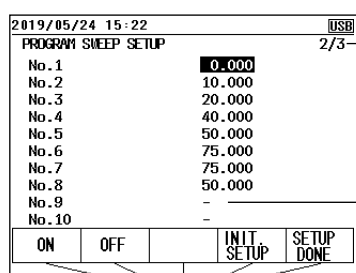 2019/05/24 15:22 USB
PROGRAM SWEEP SETUP 2/3
No.1 0.000
No.2 10.000
No.3 20.000
No.4 40.000
No.5 50.000
No.6 75.000
No.7 75.000
No.8 50.000
No.9 -
No.10 -
ON OFF INIT. SETUP SETUP DONE